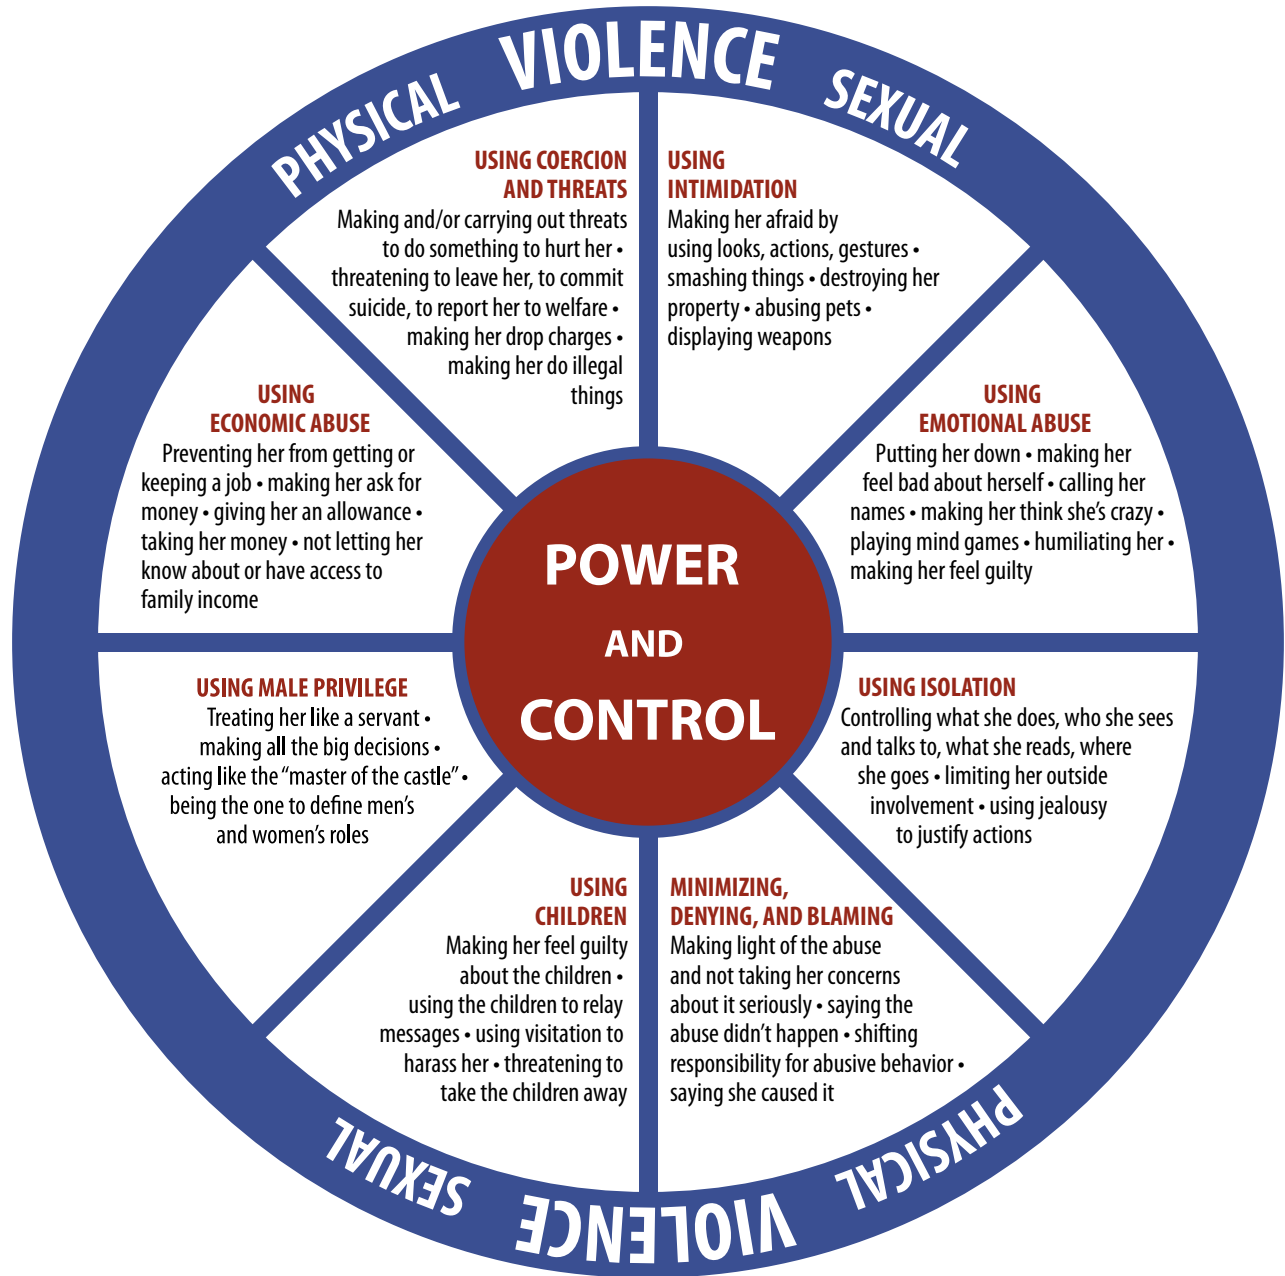 PHYSICAL VIOLENCE SEXUAL
USING COERCION
AND THREATS
Making and/or carrying out threats
to do something to hurt her •
threatening to leave her, to commit
suicide, to report her to welfare •
making her drop charges •
making her do illegal
things
USING
INTIMIDATION
Making her afraid by
using looks, actions, gestures •
smashing things • destroying her
property • abusing pets •
displaying weapons
USING
ECONOMIC ABUSE
Preventing her from getting or
keeping a job • making her ask for
money • giving her an allowance •
taking her money • not letting her
know about or have access to
family income
USING
EMOTIONAL ABUSE
Putting her down • making her
feel bad about herself • calling her
names • making her think she’s crazy •
playing mind games • humiliating her •
making her feel guilty
POWER
AND
CONTROL
USING MALE PRIVILEGE
Treating her like a servant •
making all the big decisions •
acting like the “master of the castle” •
being the one to define men’s
and women’s roles
USING ISOLATION
Controlling what she does, who she sees
and talks to, what she reads, where
she goes • limiting her outside
involvement • using jealousy
to justify actions
USING
CHILDREN
Making her feel guilty
about the children •
using the children to relay
messages • using visitation to
harass her • threatening to
take the children away
MINIMIZING,
DENYING, AND BLAMING
Making light of the abuse
and not taking her concerns
about it seriously • saying the
abuse didn’t happen • shifting
responsibility for abusive behavior •
saying she caused it
PHYSICAL VIOLENCE SEXUAL